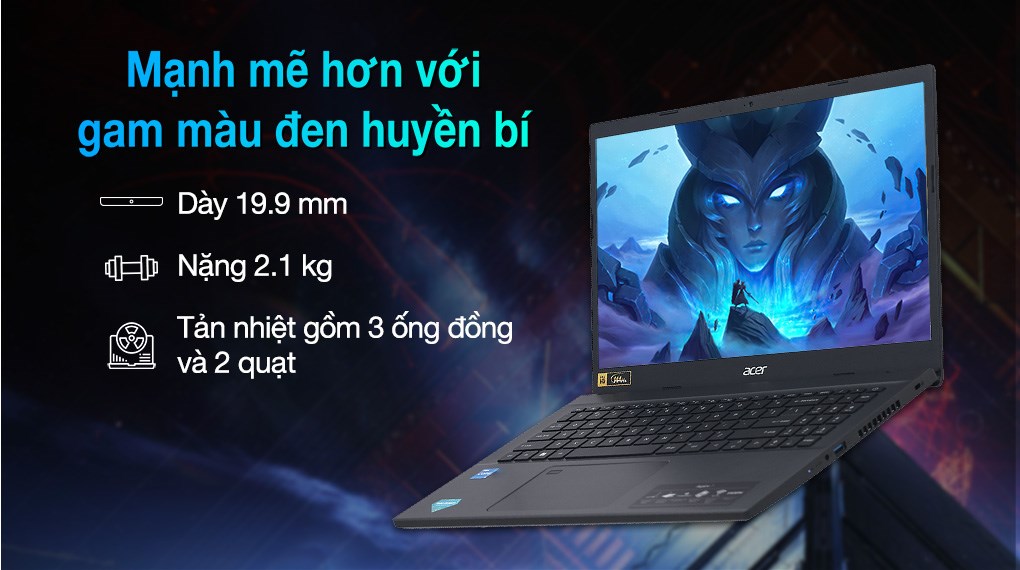 Mạnh mẽ hơn với
gam màu đen huyền bí
Dày 19.9 mm
Nặng 2.1 kg
Tản nhiệt gồm 3 ống đồng
và 2 quạt
acer